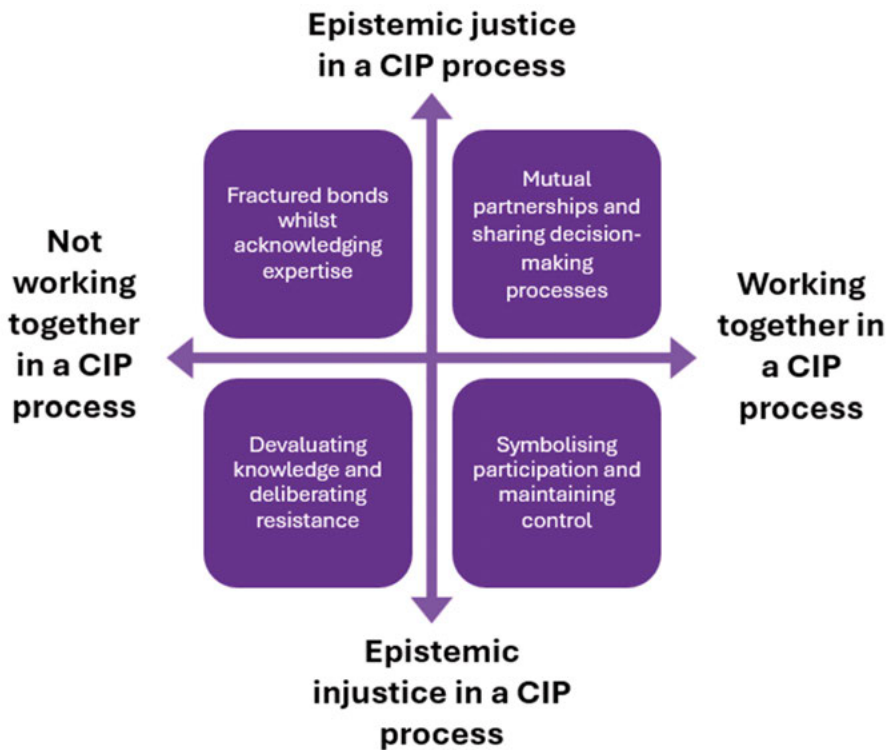 Epistemic justice
in a CIP process
Fractured bonds
whilst
acknowledging
expertise
Mutual
partnerships and
sharing decision-
making
processes
Not
working
together
in a CIP
process
Working
together in
a CIP
process
Devaluating
knowledge and
deliberating
resistance
Symbolising
participation and
maintaining
control
Epistemic
injustice in a CIP
process